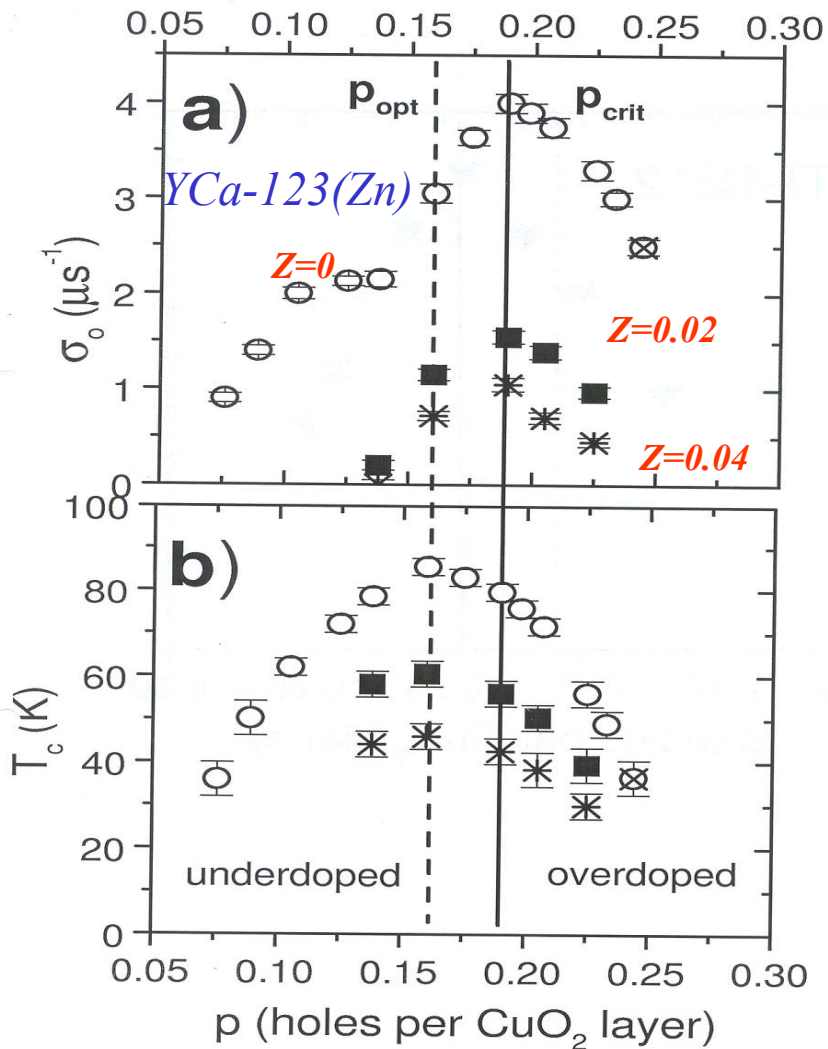 0.05 0.10 0.15 0.20 0.25 0.30
a)
p_opt
p_crit
YCa-123(Zn)
Z=0
Z=0.02
Z=0.04
4
3
2
1
0
σ_o (μs^-1)
b)
100
80
60
40
20
0
T_c (K)
underdoped
overdoped
0.05 0.10 0.15 0.20 0.25 0.30
p (holes per CuO_2 layer)